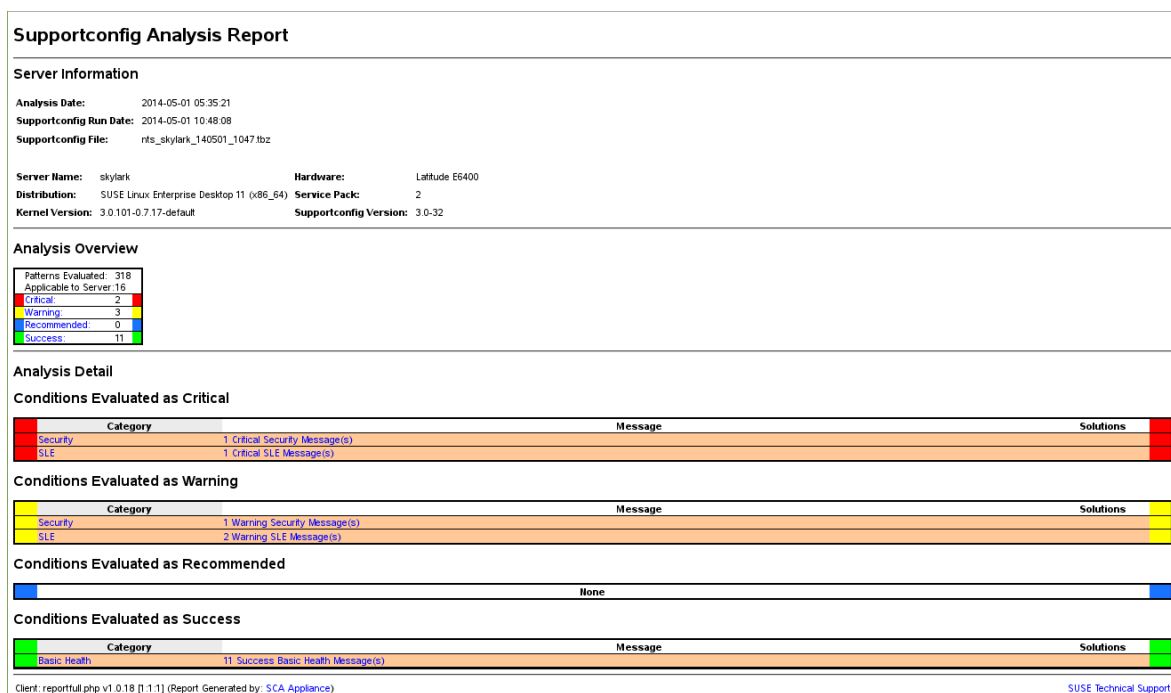 Supportconfig Analysis Report
Server Information
Analysis Date: 2014-05-01 05:35:21
Supportconfig Run Date: 2014-05-01 10:48:08
Supportconfig File: nts_skylark_140501_1047.tbz
Server Name: skylark Hardware: Latitude E6400
Distribution: SUSE Linux Enterprise Desktop 11 (x86_64) Service Pack: 2
Kernel Version: 3.0.101-0.7.17-default Supportconfig Version: 3.0-32
Analysis Overview
Patterns Evaluated: 318
Applicable to Server:16
Critical: 2
Warning: 3
Recommended: 0
Success: 11
Analysis Detail
Conditions Evaluated as Critical
Category Message Solutions
Security 1 Critical Security Message(s)
SLE 1 Critical SLE Message(s)
Conditions Evaluated as Warning
Category Message Solutions
Security 1 Warning Security Message(s)
SLE 2 Warning SLE Message(s)
Conditions Evaluated as Recommended
None
Conditions Evaluated as Success
Category Message Solutions
Basic Health 11 Success Basic Health Message(s)
Client: reportfull.php v1.0.18 [1:1:1] (Report Generated by: SCA Appliance) SUSE Technical Support